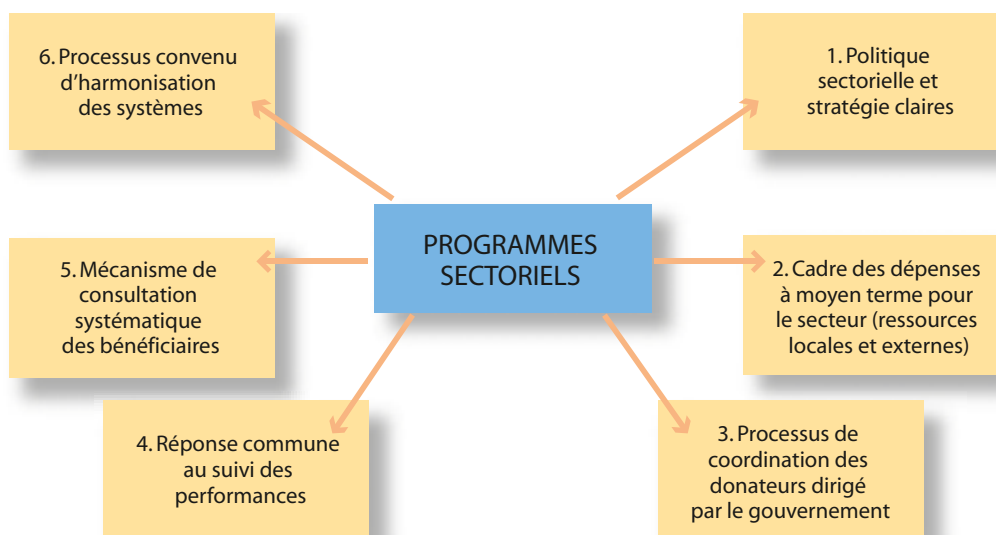 6. Processus convenu
d’harmonisation
des systèmes
1. Politique
sectorielle et
stratégie claires
PROGRAMMES
SECTORIELS
5. Mécanisme de
consultation
systématique
des bénéficiaires
2. Cadre des dépenses
à moyen terme pour
le secteur (ressources
locales et externes)
4. Réponse commune
au suivi des
performances
3. Processus de
coordination des
donateurs dirigé
par le gouvernement